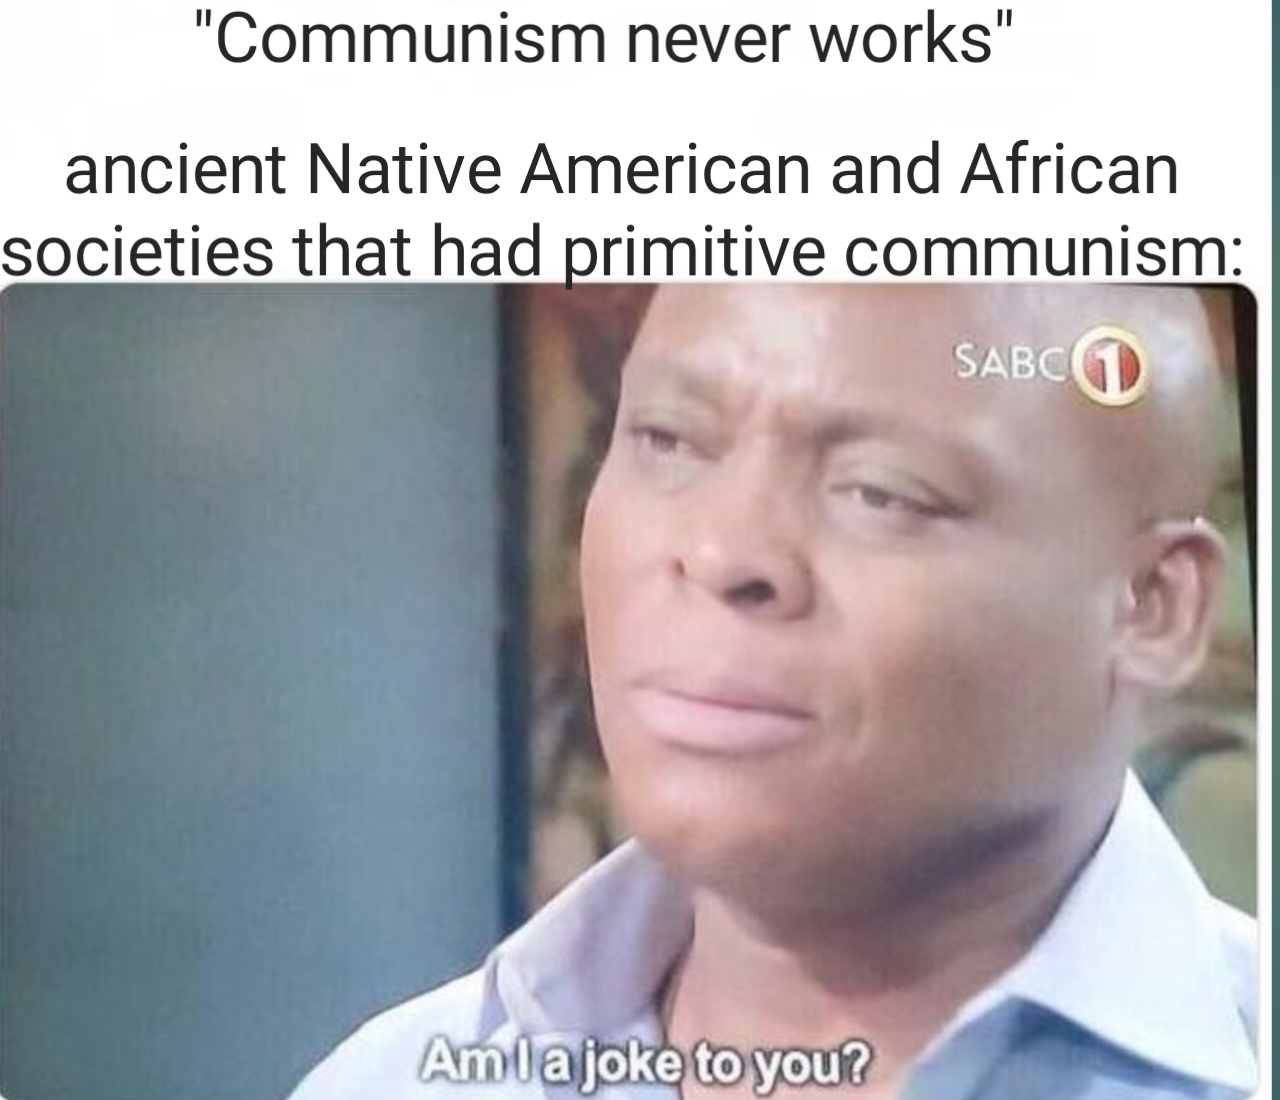 "Communism never works"
ancient Native American and African
societies that had primitive communism:
SABC 1
Am I a joke to you?